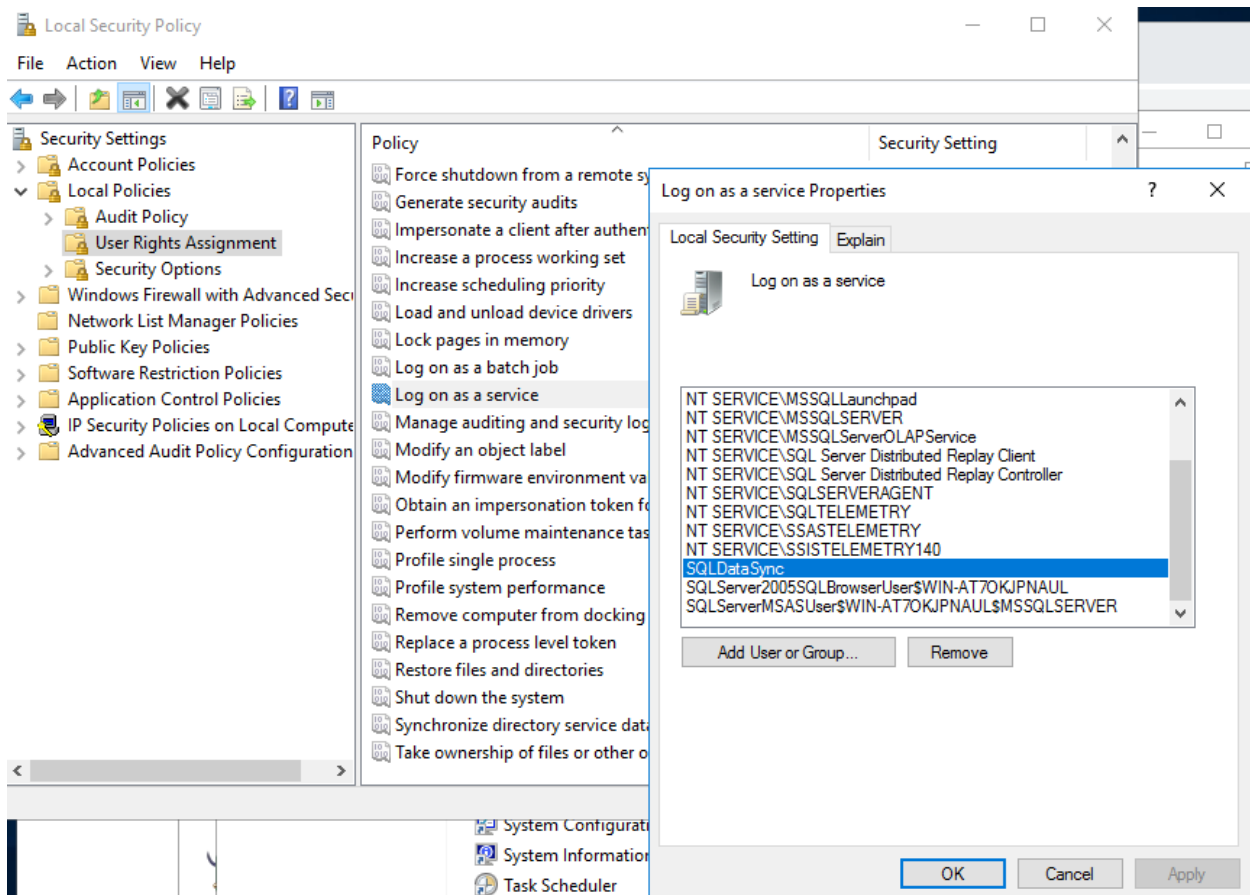 Local Security Policy
File Action View Help
Security Settings
Account Policies
Local Policies
Audit Policy
User Rights Assignment
Security Options
Windows Firewall with Advanced Secu
Network List Manager Policies
Public Key Policies
Software Restriction Policies
Application Control Policies
IP Security Policies on Local Compute
Advanced Audit Policy Configuration
Policy Security Setting
Force shutdown from a remote sy
Generate security audits
Impersonate a client after authen
Increase a process working set
Increase scheduling priority
Load and unload device drivers
Lock pages in memory
Log on as a batch job
Log on as a service
Manage auditing and security log
Modify an object label
Modify firmware environment va
Obtain an impersonation token fo
Perform volume maintenance tas
Profile single process
Profile system performance
Remove computer from docking
Replace a process level token
Restore files and directories
Shut down the system
Synchronize directory service data
Take ownership of files or other o
Log on as a service Properties
Local Security Setting Explain
Log on as a service
NT SERVICE\MSSQLLaunchpad
NT SERVICE\MSSQLSERVER
NT SERVICE\MSSQLServerOLAPService
NT SERVICE\SQL Server Distributed Replay Client
NT SERVICE\SQL Server Distributed Replay Controller
NT SERVICE\SQLSERVERAGENT
NT SERVICE\SQLTELEMETRY
NT SERVICE\SSASTELEMETRY
NT SERVICE\SSISTELEMETRY140
SQLDataSync
SQLServer2005SQLBrowserUser$WIN-AT7OKJPNAUL
SQLServerMSASUser$WIN-AT7OKJPNAUL$MSSQLSERVER
Add User or Group... Remove
OK Cancel Apply
System Configurati
System Information
Task Scheduler